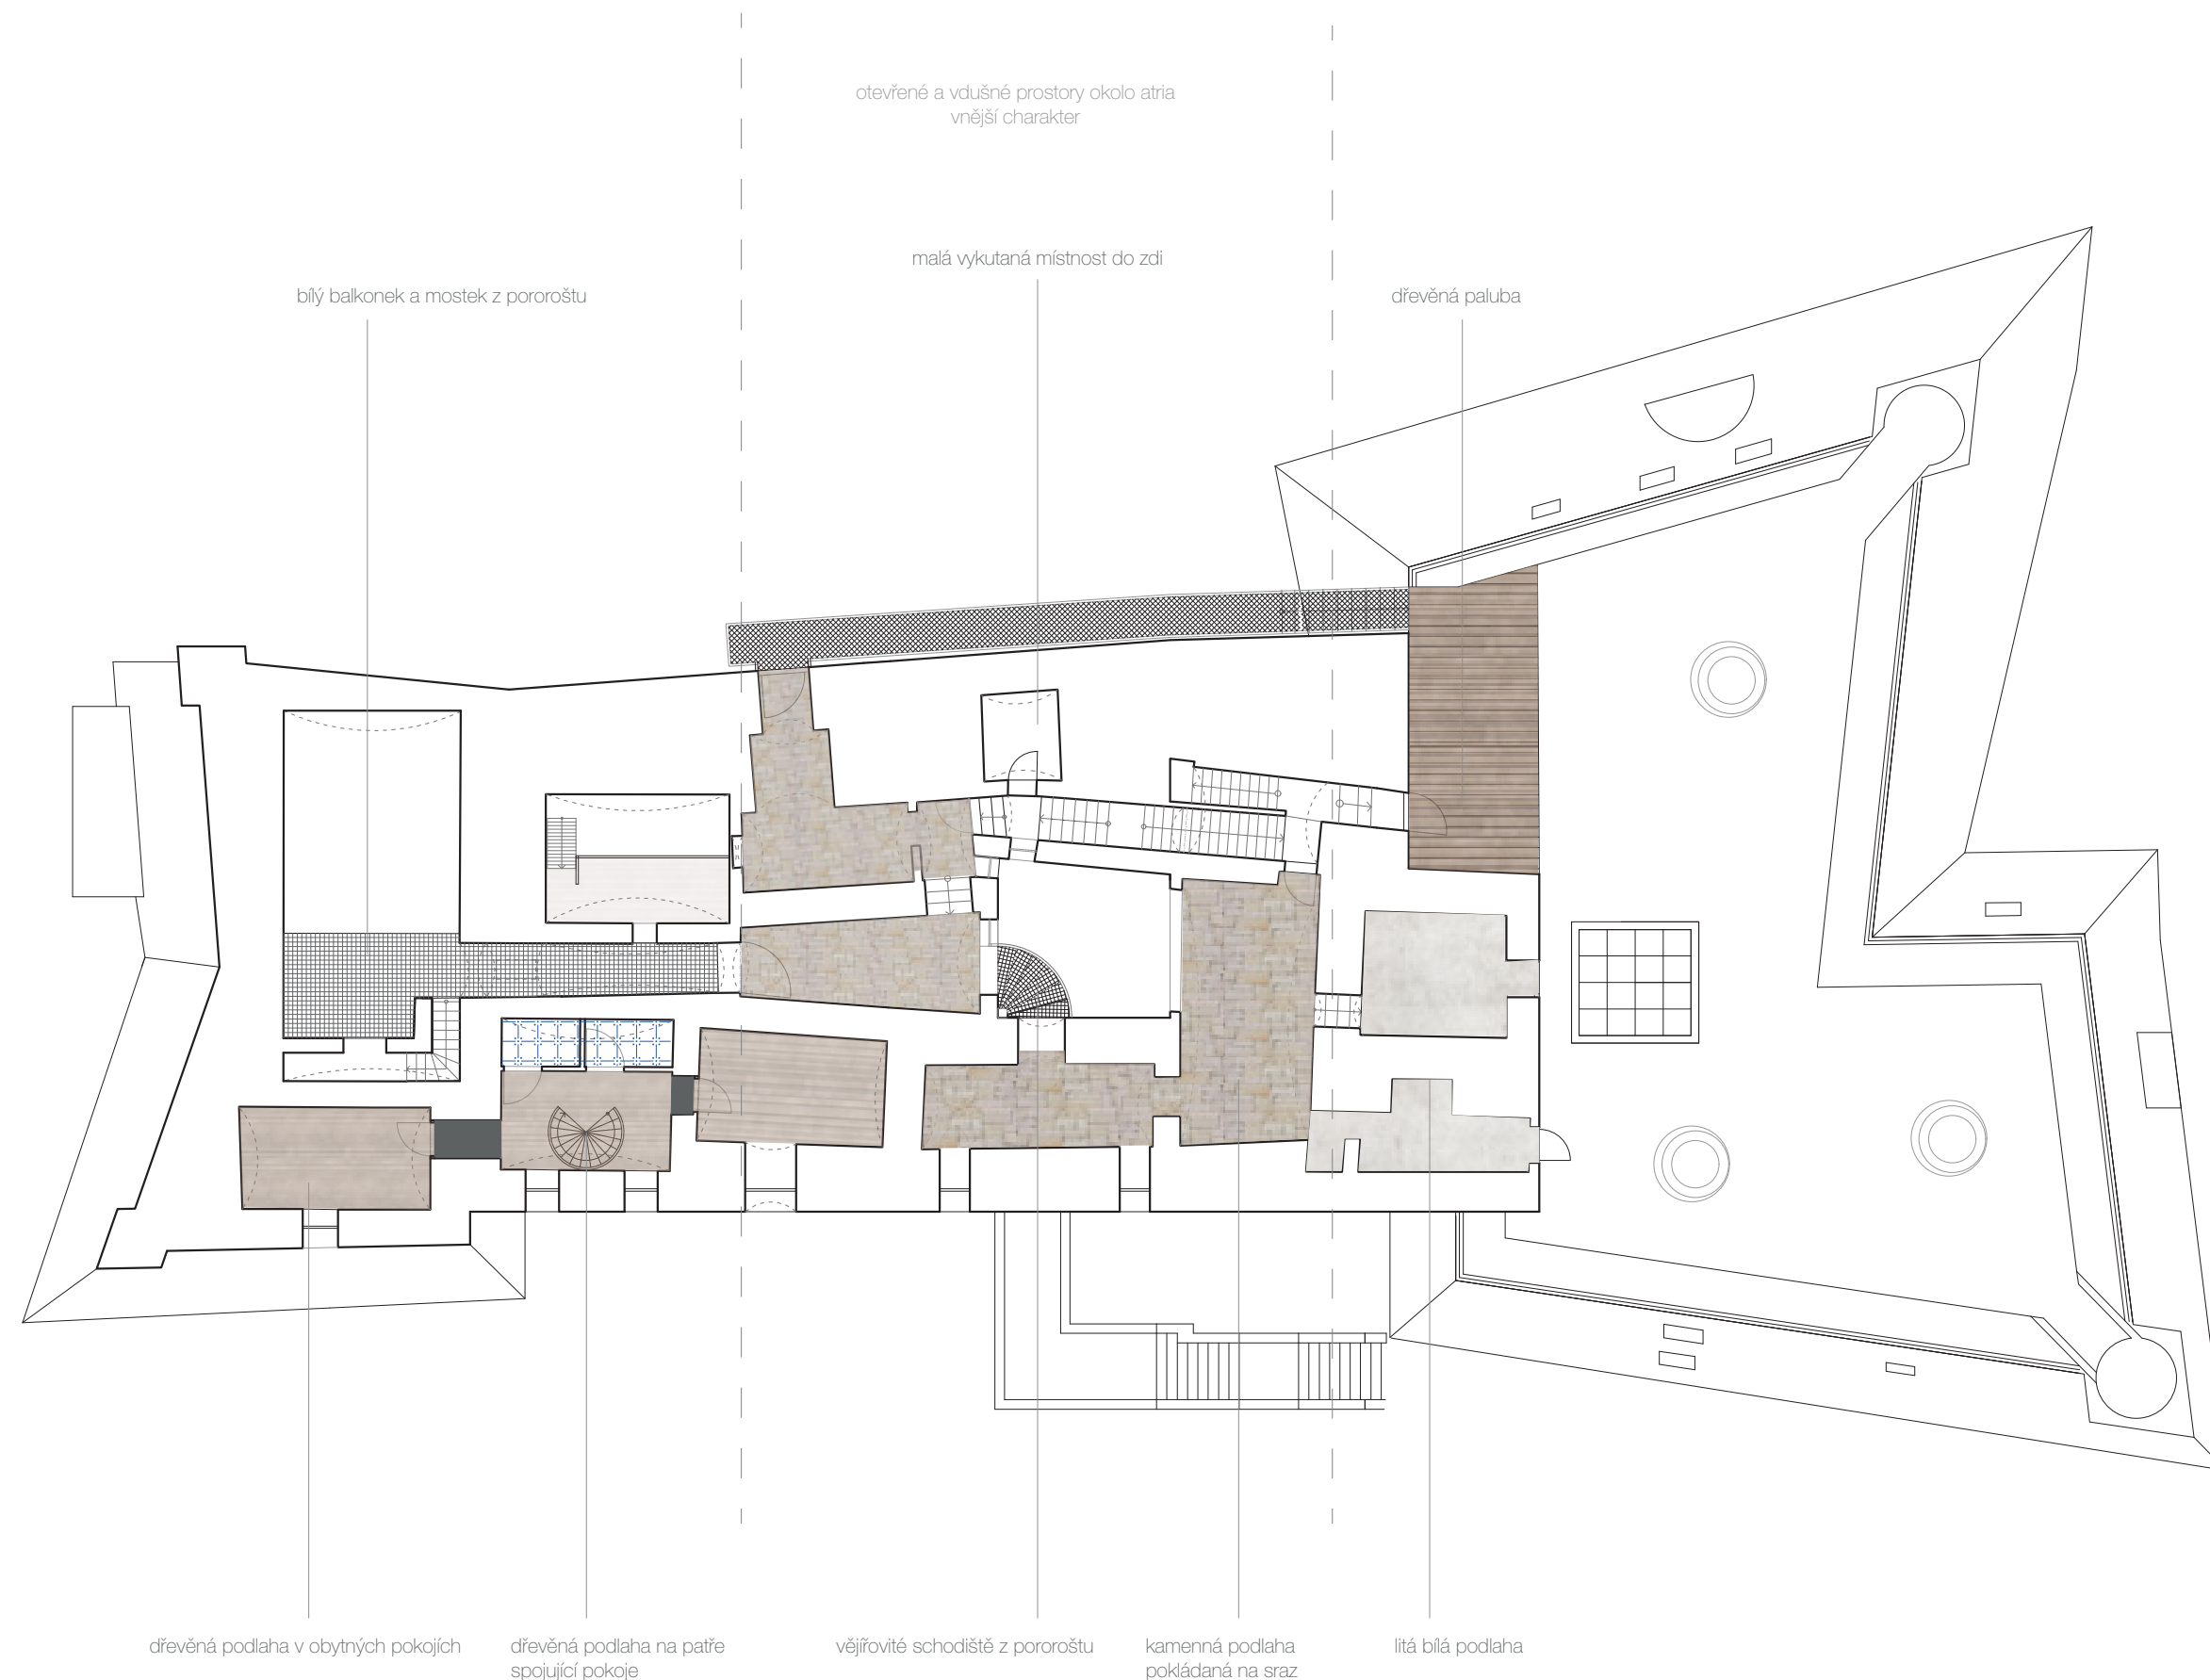 otevřené a vdušné prostory okolo atria
vnější charakter
malá vykutaná místnost do zdi
bílý balkonek a mostek z pororoštu
dřevěná paluba
dřevěná podlaha v obytných pokojích
dřevěná podlaha na patře
spojující pokoje
vějířovité schodiště z pororoštu
kamenná podlaha
pokládaná na sraz
litá bílá podlaha